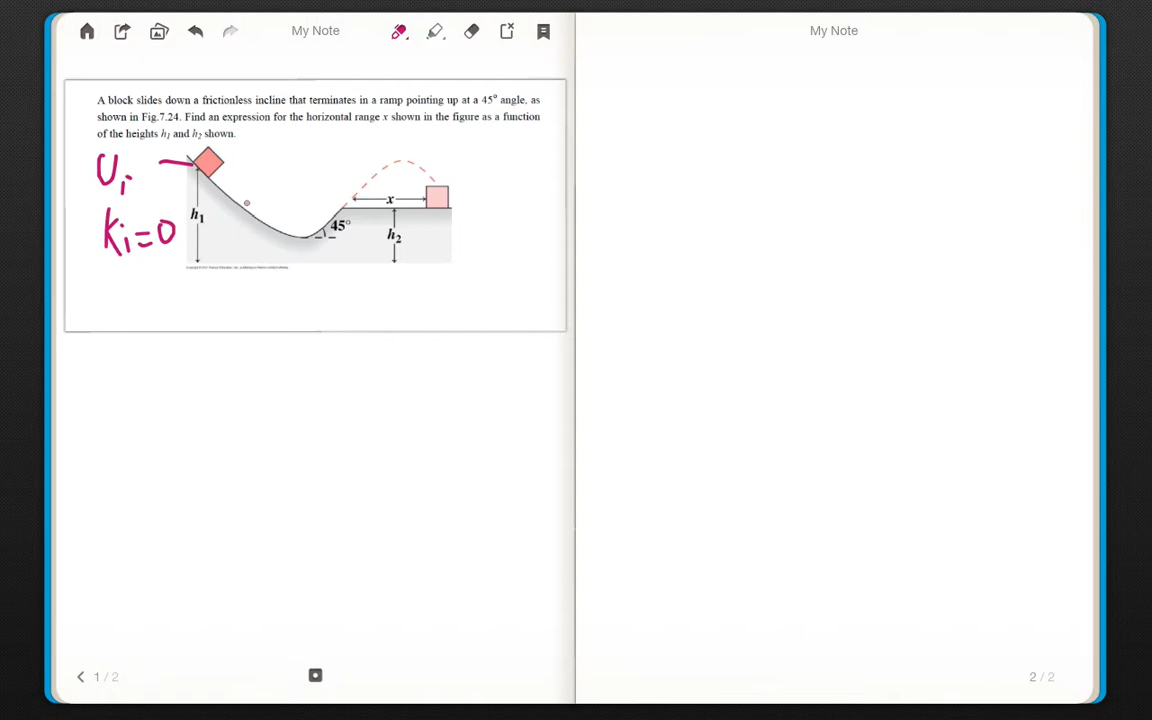 My Note
My Note
A block slides down a frictionless incline that terminates in a ramp pointing up at a 45° angle, as
shown in Fig.7.24. Find an expression for the horizontal range x shown in the figure as a function
of the heights h1 and h2 shown.
Ui
Ki=0
h1
x
45°
h2
1 / 2
2 / 2